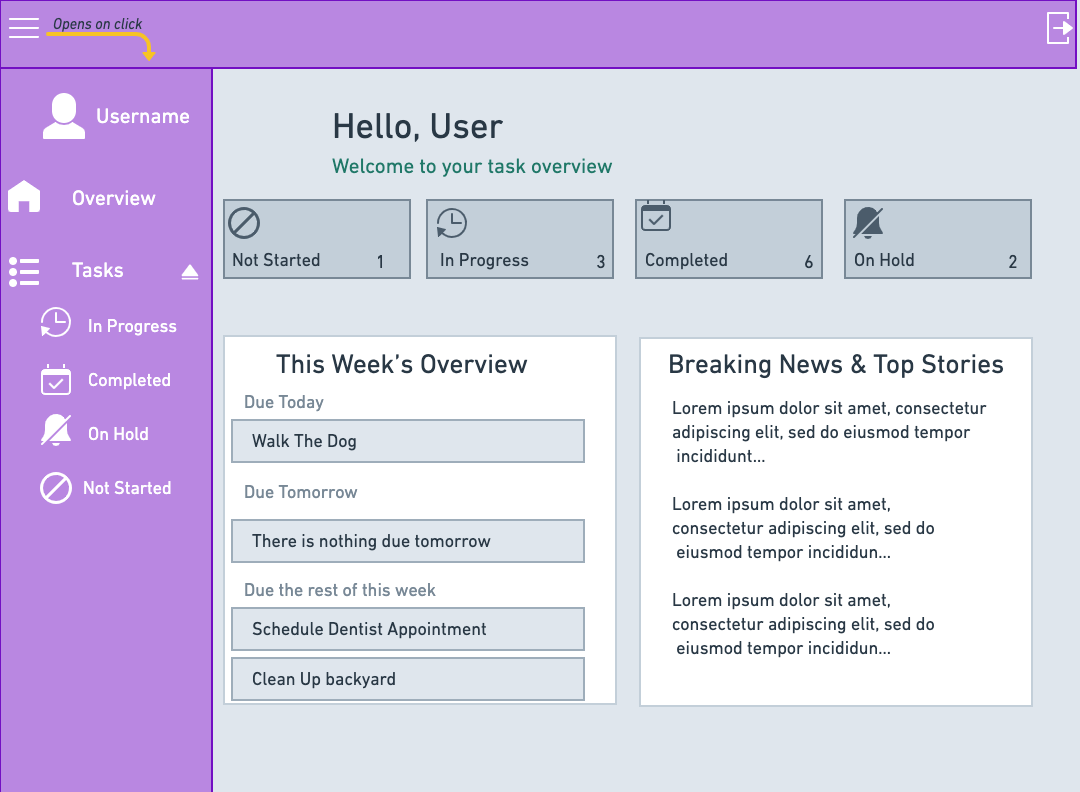 Opens on click
Username
Overview
Tasks
In Progress
Completed
On Hold
Not Started
Hello, User
Welcome to your task overview
Not Started 1
In Progress 3
Completed 6
On Hold 2
This Week’s Overview
Due Today
Walk The Dog
Due Tomorrow
There is nothing due tomorrow
Due the rest of this week
Schedule Dentist Appointment
Clean Up backyard
Breaking News & Top Stories
Lorem ipsum dolor sit amet, consectetur
adipiscing elit, sed do eiusmod tempor
incididunt...
Lorem ipsum dolor sit amet,
consectetur adipiscing elit, sed do
eiusmod tempor incididun...
Lorem ipsum dolor sit amet,
consectetur adipiscing elit, sed do
eiusmod tempor incididun...